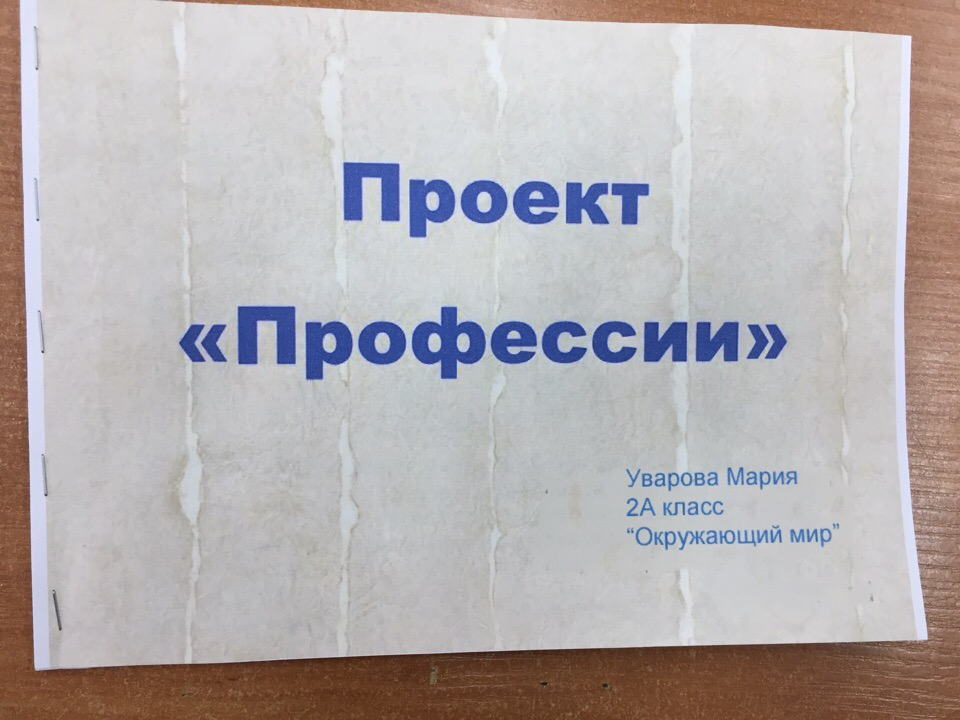 Проект
«Профессии»
Уварова Мария
2А класс
“Окружающий мир”